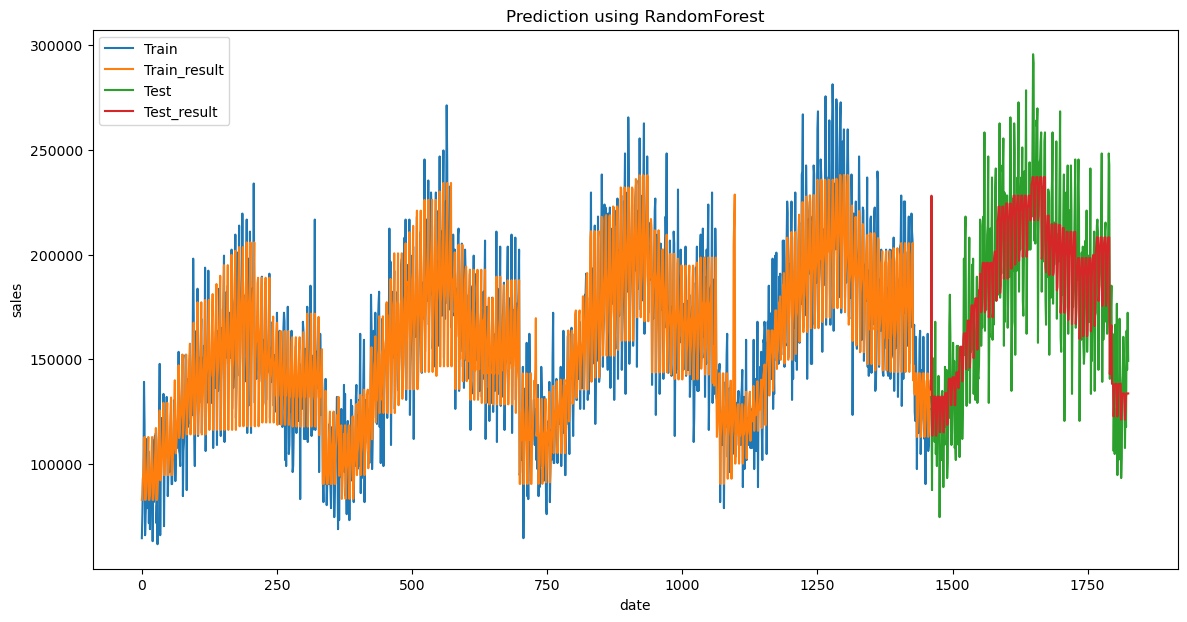 Prediction using RandomForest
300000
250000
200000
150000
100000
sales
Train
Train_result
Test
Test_result
0
250
500
750
1000
1250
1500
1750
date